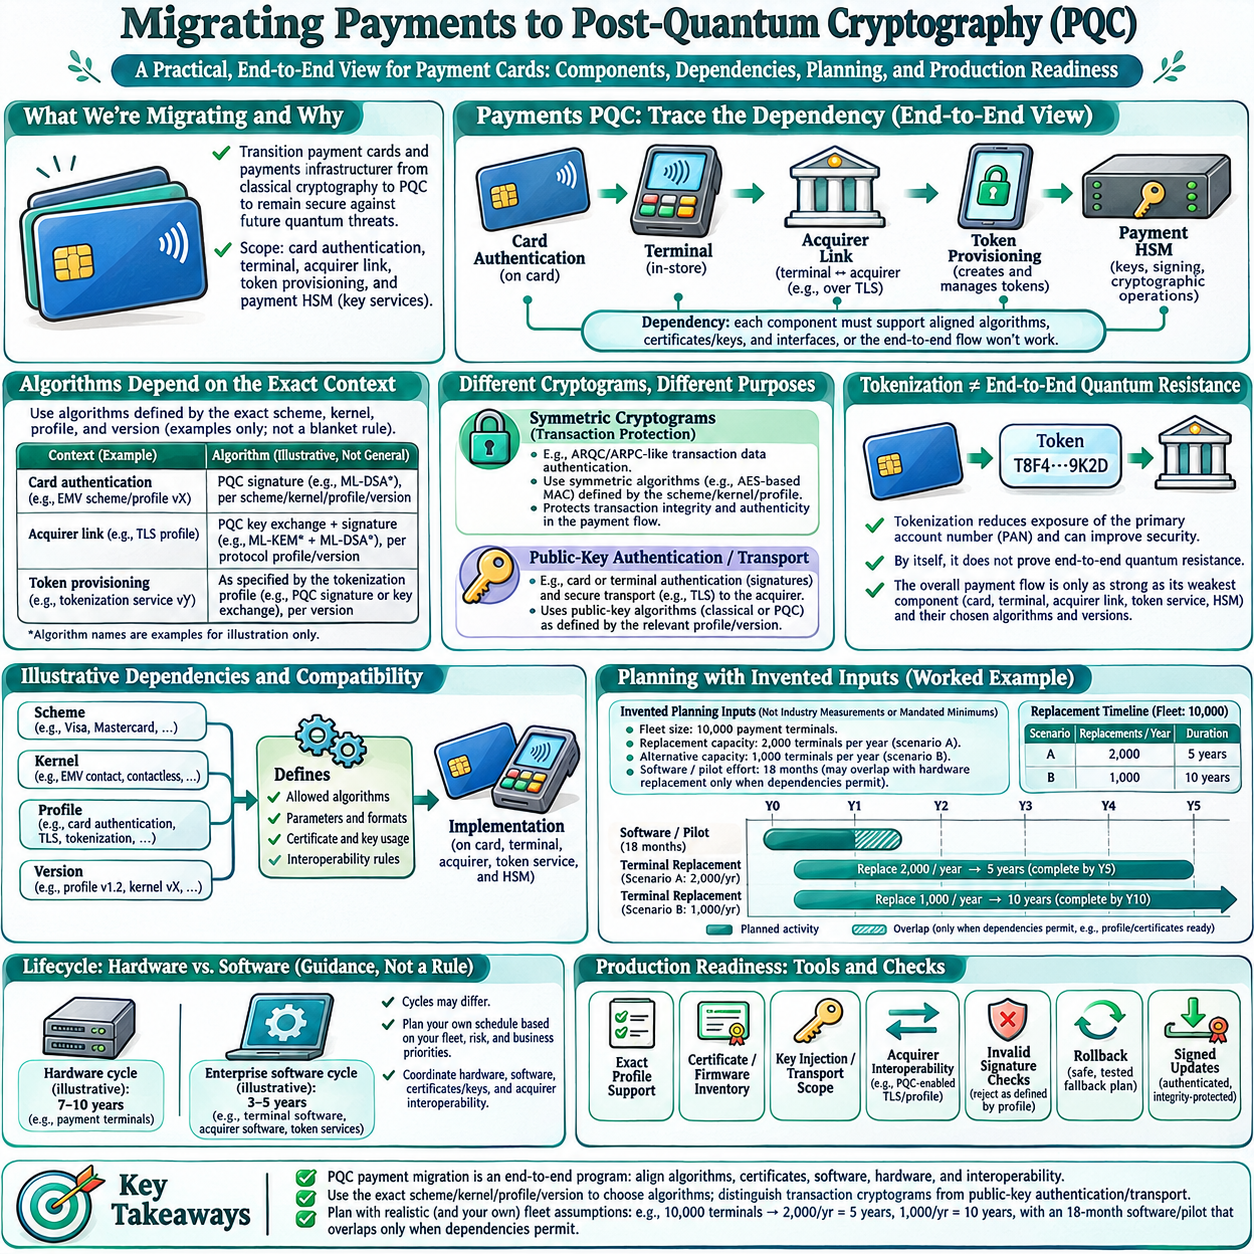 Migrating Payments to Post-Quantum Cryptography (PQC)
A Practical, End-to-End View for Payment Cards: Components, Dependencies, Planning, and Production Readiness
What We're Migrating and Why
Transition payment cards and
payments infrastructurer from
classical cryptography to PQC
to remain secure against
future quantum threats.
Scope: card authentication,
terminal, acquirer link,
token provisioning, and
payment HSM (key services).
Payments PQC: Trace the Dependency (End-to-End View)
Card
Authentication
(on card)
Terminal
(in-store)
Acquirer
Link
(terminal ↔ acquirer
(e.g., over TLS)
Token
Provisioning
(creates and
manages tokens)
Payment
HSM
(keys, signing,
cryptographic
operations)
Dependency: each component must support aligned algorithms,
certificates/keys, and interfaces, or the end-to-end flow won't work.
Algorithms Depend on the Exact Context
Use algorithms defined by the exact scheme, kernel,
profile, and version (examples only; not a blanket rule).
Context (Example)
Algorithm (Illustrative, Not General)
Card authentication
(e.g., EMV scheme/profile vX)
PQC signature (e., ML-DSA*),
per scheme/kernel/profile/version
Acquirer link (e.g., TLS profile)
PQC key exchange + signature
(e.g., ML-KEM* + ML-DSA*), per
protocol profile/version
Token provisioning
(e.g., tokenization service vY)
As specified by the tokenization
profile (e.g., PQC signature or key
exchange), per version
*Algorithm names are examples for illustration only.
Different Cryptograms, Different Purposes
Symmetric Cryptograms
(Transaction Protection)
E.g., ARQC/ARPC-like transaction data
authentication.
Use symmetric algorithms (e.g., AES-based
MAC) defined by the scheme/kernel/profile.
Protects transaction integrity and authenticity
in the payment flow.
Public-Key Authentication / Transport
E.g., card or terminal authentication (signatures)
and secure transport (e.g., TLS) to the acquirer.
Uses public-key algorithms (classical or PQC)
as defined by the relevant profile/version.
Tokenization ≠ End-to-End Quantum Resistance
Token
T8F4···9K2D
Tokenization reduces exposure of the primary
account number (PAN) and can improve security.
By itself, it does not prove end-to-end quantum resistance.
The overall payment flow is only as strong as its weakest
component (card, terminal, acquirer link, token service, HSM)
and their chosen algorithms and versions.
Illustrative Dependencies and Compatibility
Scheme
(e.g., Visa, Mastercard, ...)
Kernel
(e.g., EMV contact, contactless, ...)
Profile
(e.g., card authentication,
TLS, tokenization, ...)
Version
(e.g., profile v1.2, kernel vX, ...)
Defines
Allowed algorithms
Parameters and formats
Certificate and key usage
Interoperability rules
Implementation
(on card, terminal,
acquirer, token service,
and HSM)
Planning with Invented Inputs (Worked Example)
Invented Planning Inputs (Not Industry Measurements or Mandated Minimums)
Fleet size: 10,000 payment terminals.
Replacement capacity: 2,000 terminals per year (scenario A).
Alternative capacity: 1,000 terminals per year (scenario B).
Software / pilot effort: 18 months (may overlap with hardware
replacement only when dependencies permit).
Replacement Timeline (Fleet: 10,000)
Scenario Replacements / Year Duration
A 2,000 5 years
B 1,000 10 years
Y0 Y1 Y2 Y3 Y4 Y5
Software / Pilot
(18 months)
Terminal Replacement
(Scenario A: 2,000/yr)
Replace 2,000 / year → 5 years (complete by Y5)
Terminal Replacement
(Scenario B: 1,000/yr)
Replace 1,000 / year → 10 years (complete by Y10)
Planned activity
Overlap (only when dependencies permit, e.g., profile/certificates ready)
Lifecycle: Hardware vs. Software (Guidance, Not a Rule)
Hardware cycle
(illustrative):
7–10 years
(e.g., payment terminals)
Enterprise software cycle
(illustrative):
3–5 years
(e.g., terminal software,
acquirer software, token services)
Cycles may differ.
Plan your own schedule based
on your fleet, risk, and business
priorities.
Coordinate hardware, software,
certificates/keys, and acquirer
interoperability.
Production Readiness: Tools and Checks
Exact
Profile
Support
Certificate /
Firmware
Inventory
Key Injection /
Transport
Scope
Acquirer
Interoperability
(e.g., PQC-enabled
TLS/profile)
Invalid
Signature
Checks
(reject as defined
by profile)
Rollback
(safe, tested
fallback plan)
Signed
Updates
(authenticated,
integrity-protected)
Key
Takeaways
PQC payment migration is an end-to-end program: align algorithms, certificates, software, hardware, and interoperability.
Use the exact scheme/kernel/profile/version to choose algorithms; distinguish transaction cryptograms from public-key authentication/transport.
Plan with realistic (and your own) fleet assumptions: e.g., 10,000 terminals → 2,000/yr = 5 years, 1,000/yr = 10 years, with an 18-month software/pilot that
overlaps only when dependencies permit.